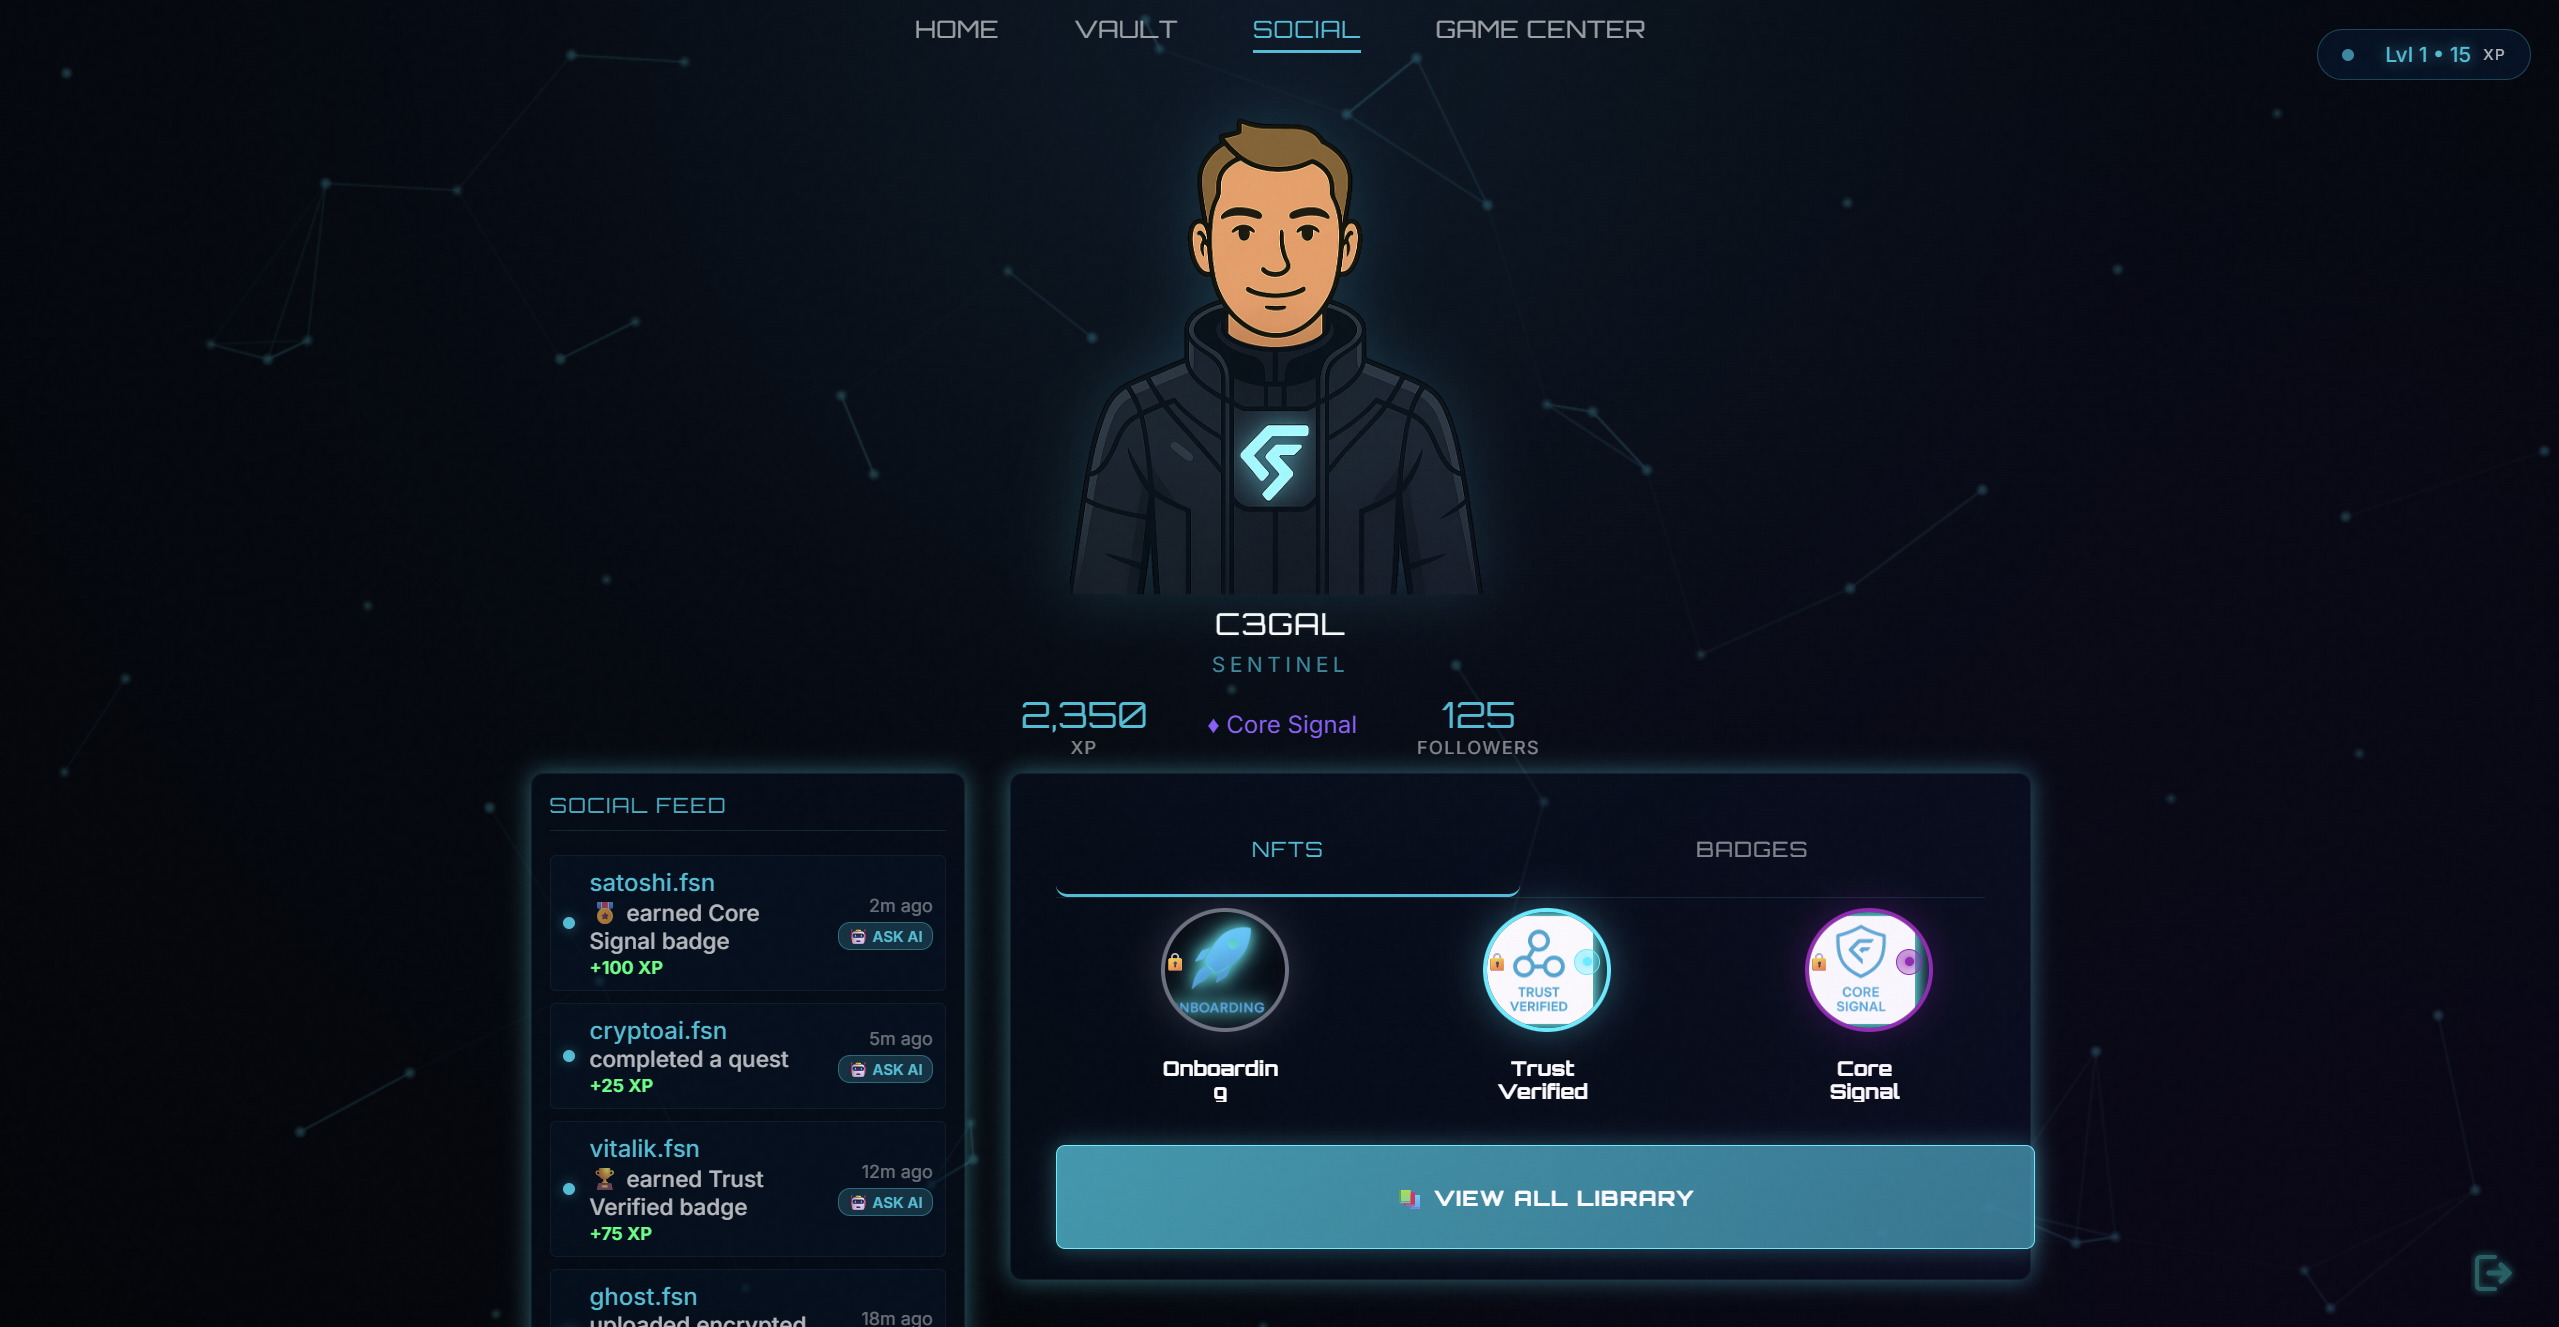 HOME VAULT SOCIAL GAME CENTER
Lvl 1 • 15 XP
C3GAL
SENTINEL
2,350
XP
♦ Core Signal
125
FOLLOWERS
SOCIAL FEED
satoshi.fsn
🏅 earned Core
Signal badge
+100 XP
2m ago
ASK AI
cryptoai.fsn
completed a quest
+25 XP
5m ago
ASK AI
vitalik.fsn
🏆 earned Trust
Verified badge
+75 XP
12m ago
ASK AI
ghost.fsn
uploaded encrypted
18m ago
NFTS BADGES
NBOARDING
TRUST
VERIFIED
CORE
SIGNAL
Onboardin
g
Trust
Verified
Core
Signal
VIEW ALL LIBRARY